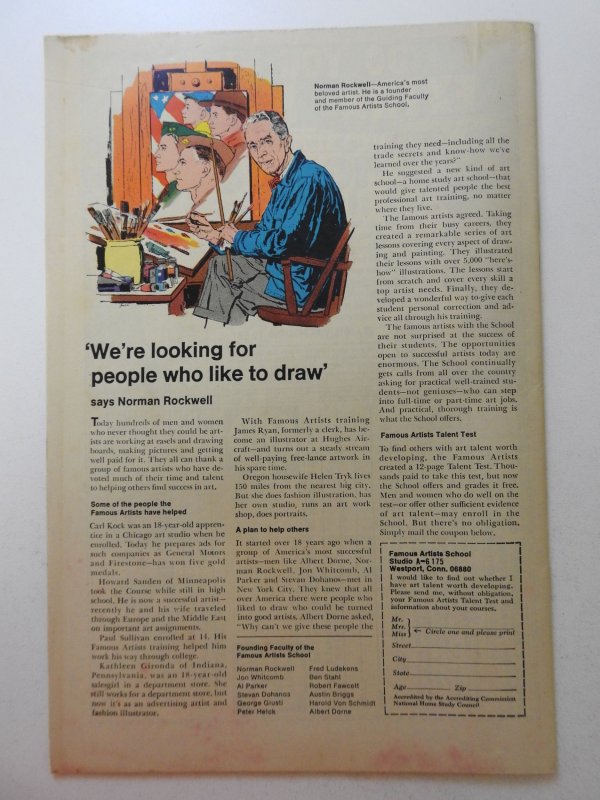 Norman Rockwell—America's most
beloved artist. He is a founder
and member of the Guiding Faculty
of the Famous Artists School.
'We're looking for
people who like to draw'
says Norman Rockwell
Today hundreds of men and women
who never thought they could be art-
ists are working at easels and drawing
boards, making pictures and getting
well paid for it. They all can thank a
group of famous artists who have de-
voted much of their time and talent
to helping others find success in art.
Some of the people the
Famous Artists have helped
Carl Kock was an 18-year-old appren-
tice in a Chicago art studio when he
enrolled. Today he prepares ads for
such companies as General Motors
and Firestone—has won five gold
medals.
Howard Sanden of Minneapolis
took the Course while still in high
school. He is now a successful artist—
recently he and his wife traveled
through Europe and the Middle East
on important art assignments.
Paul Sullivan enrolled at 14. His
Famous Artists training helped him
work his way through college.
Kathleen Gironda of Indiana,
Pennsylvania, was an 18-year-old
salesgirl in a department store. She
still works for a department store, but
now it's as an advertising artist and
fashion illustrator.
With Famous Artists training
James Ryan, formerly a clerk, has be-
come an illustrator at Hughes Air-
craft—and turns out a steady stream
of well-paying free-lance artwork in
his spare time.
Oregon housewife Helen Tryk lives
150 miles from the nearest big city.
But she does fashion illustration, has
her own studio, runs an art work
shop, does portraits.
A plan to help others
It started over 18 years ago when a
group of America's most successful
artists—men like Albert Dorne, Nor-
man Rockwell, Jon Whitcomb, Al
Parker and Stevan Dohanos—met in
New York City. They knew that all
over America there were people who
liked to draw who could be turned
into good artists. Albert Dorne asked,
"Why can't we give these people the
Founding Faculty of the
Famous Artists School
Norman Rockwell
Jon Whitcomb
Al Parker
Stevan Dohanos
George Giusti
Peter Helck
Fred Ludekens
Ben Stahl
Robert Fawcett
Austin Briggs
Harold Von Schmidt
Albert Dorne
training they need—including all the
trade secrets and know-how we've
learned over the years?"
He suggested a new kind of art
school—a home study art school—that
would give talented people the best
professional art training, no matter
where they live.
The famous artists agreed. Taking
time from their busy careers, they
created a remarkable series of art
lessons covering every aspect of draw-
ing and painting. They illustrated
their lessons with over 5,000 "here's-
how" illustrations. The lessons start
from scratch and cover every skill a
top artist needs. Finally, they de-
veloped a wonderful way to give each
student personal correction and ad-
vice all through his training.
The famous artists with the School
are not surprised at the success of
their students. The opportunities
open to successful artists today are
enormous. The School continually
gets calls from all over the country
asking for practical well-trained stu-
dents—not geniuses—who can step
into full-time or part-time art jobs.
And practical, thorough training is
what the School offers.
Famous Artists Talent Test
To find others with art talent worth
developing, the Famous Artists
created a 12-page Talent Test. Thou-
sands paid to take this test, but now
the School offers and grades it free.
Men and women who do well on the
test—or offer other sufficient evidence
of art talent—may enroll in the
School. But there's no obligation.
Simply mail the coupon below.
Famous Artists School
Studio A-6175
Westport, Conn. 06880
I would like to find out whether I
have art talent worth developing.
Please send me, without obligation,
your Famous Artists Talent Test and
information about your courses.
Mr.
Mrs. ← Circle one and please print
Miss
Street
City
State
Age Zip
Accredited by the Accrediting Commission
National Home Study Council